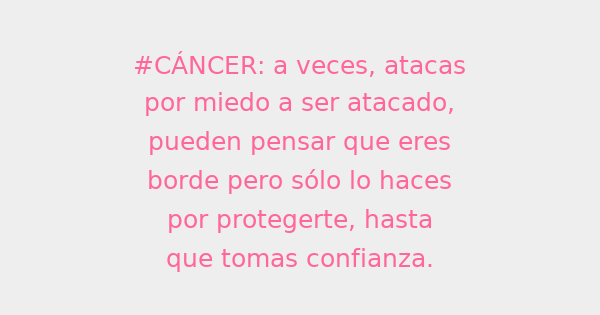 #CÁNCER: a veces, atacas
por miedo a ser atacado,
pueden pensar que eres
borde pero sólo lo haces
por protegerte, hasta
que tomas confianza.